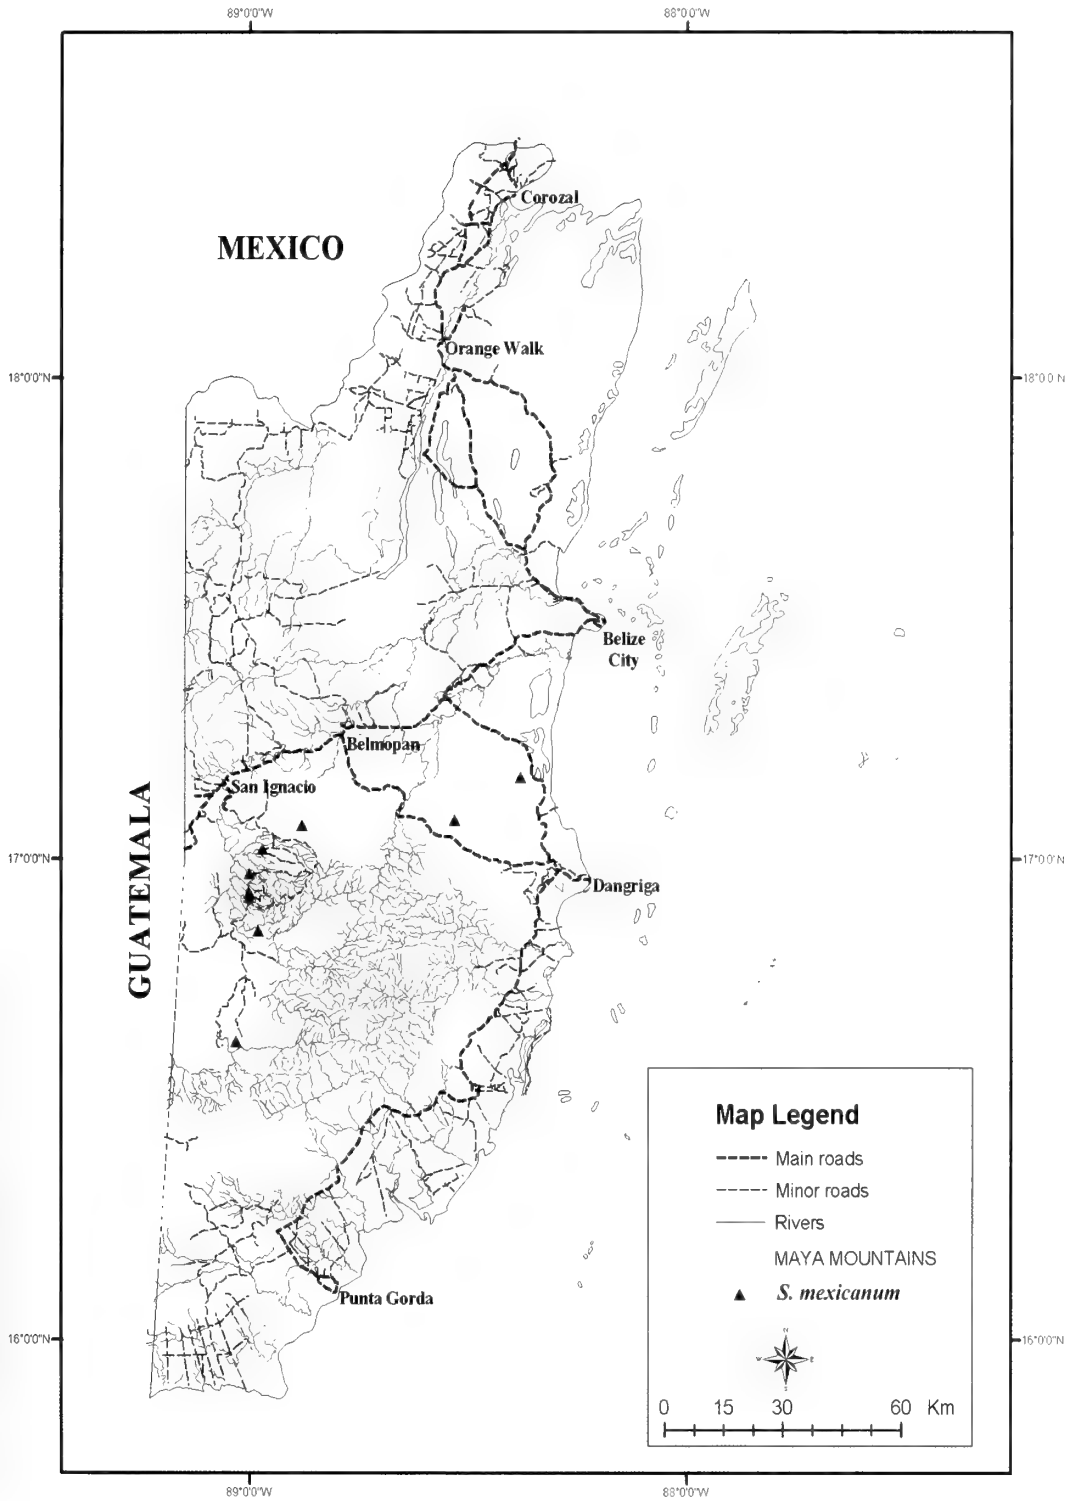 89°0'0"W
88°0'0"W
Corozal
MEXICO
Orange Walk
18°0'0"N
18°0'0 N
Belize
City
Belmopan
San Ignacio
GUATEMALA
17°0'0"N
17°0'0"N
Dangriga
Map Legend
Main roads
Minor roads
Rivers
MAYA MOUNTAINS
S. mexicanum
Punta Gorda
N
W
E
S
16°0'0"N
16°0'0"N
0 15 30 60 Km
89°0'0"W
88°0'0"W